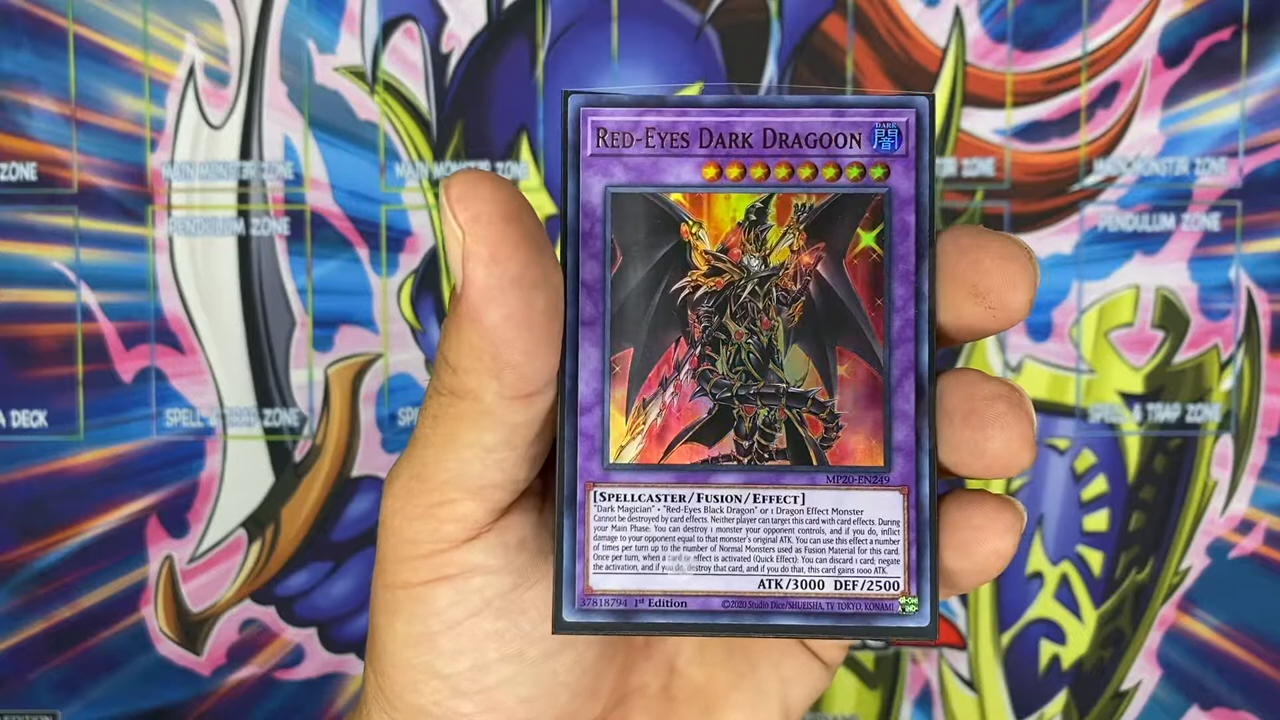 RED-EYES DARK DRAGOON
DARK
闇
ZONE
MAIN MONSTER ZONE
MAIN MONSTER ZONE
ZONE
MAIN MONSTER ZONE
PENDULUM ZONE
PENDULUM ZONE
A DECK
SPELL & TRAP ZONE
SP
SPELL & TRAP ZONE
MP20-EN249
[SPELLCASTER/FUSION/EFFECT]
"Dark Magician" + "Red-Eyes Black Dragon" or 1 Dragon Effect Monster
Cannot be destroyed by card effects. Neither player can target this card with card effects. During
your Main Phase: You can destroy 1 monster your opponent controls, and if you do, inflict
damage to your opponent equal to that monster's original ATK. You can use this effect a number
of times per turn up to the number of Normal Monsters used as Fusion Material for this card.
Once per turn, when a card or effect is activated (Quick Effect): You can discard 1 card; negate
the activation, and if you do, destroy that card, and if you do that, this card gains 1000 ATK.
ATK/3000 DEF/2500
37818794 1st Edition ©2020 Studio Dice/SHUEISHA, TV TOKYO, KONAMI